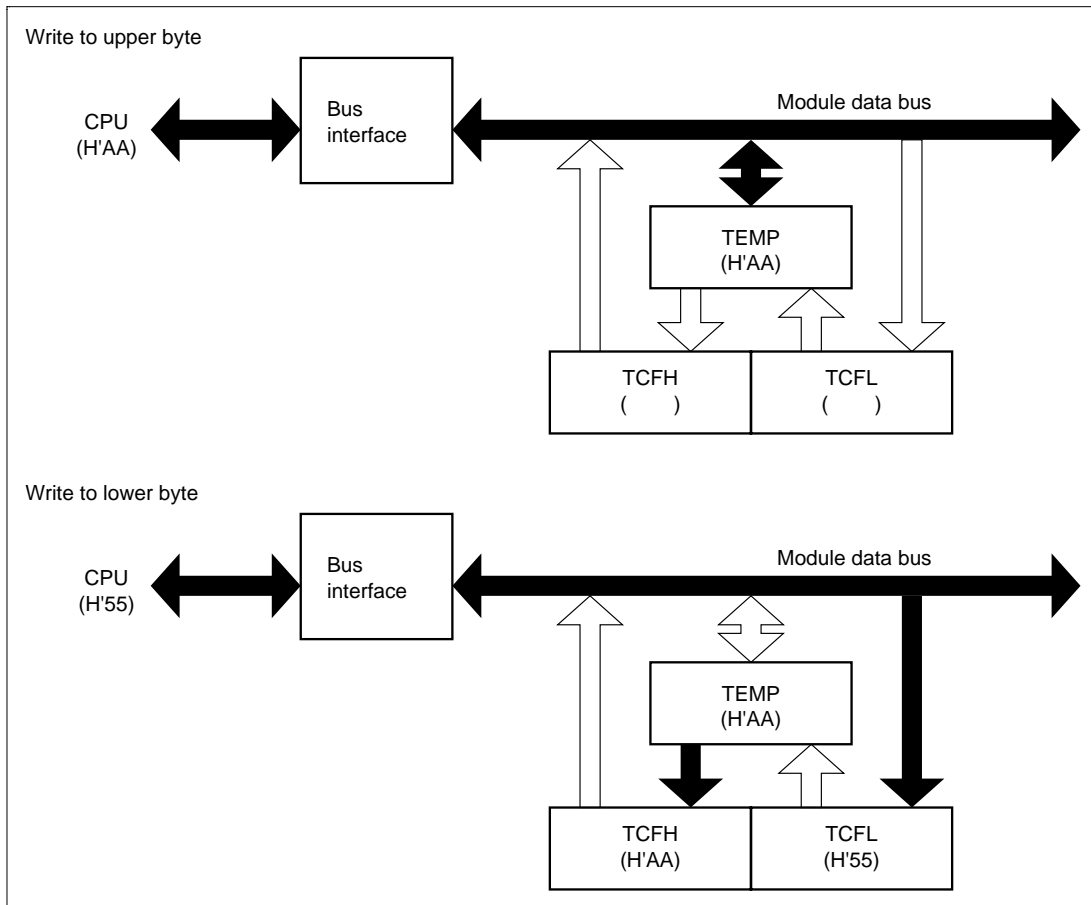 Write to upper byte
CPU
(H'AA)
Bus
interface
Module data bus
TEMP
(H'AA)
TCFH
(    )
TCFL
(    )
Write to lower byte
CPU
(H'55)
Bus
interface
Module data bus
TEMP
(H'AA)
TCFH
(H'AA)
TCFL
(H'55)